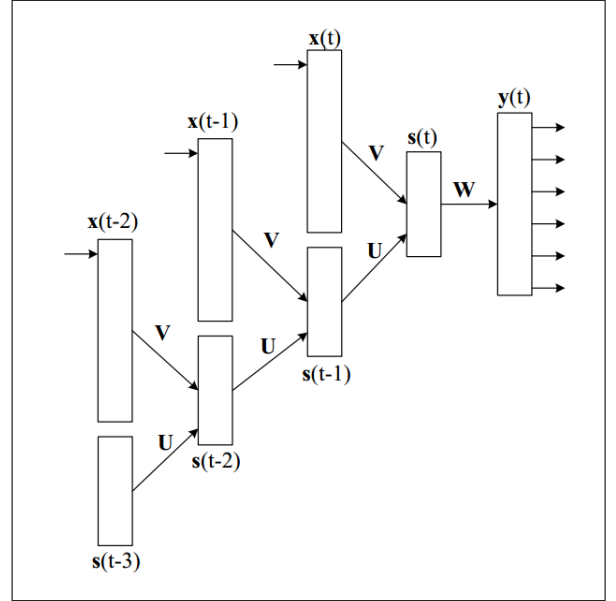 x(t)
y(t)
x(t-1)
s(t)
V
W
x(t-2)
V
U
V
U
s(t-1)
U
s(t-2)
s(t-3)